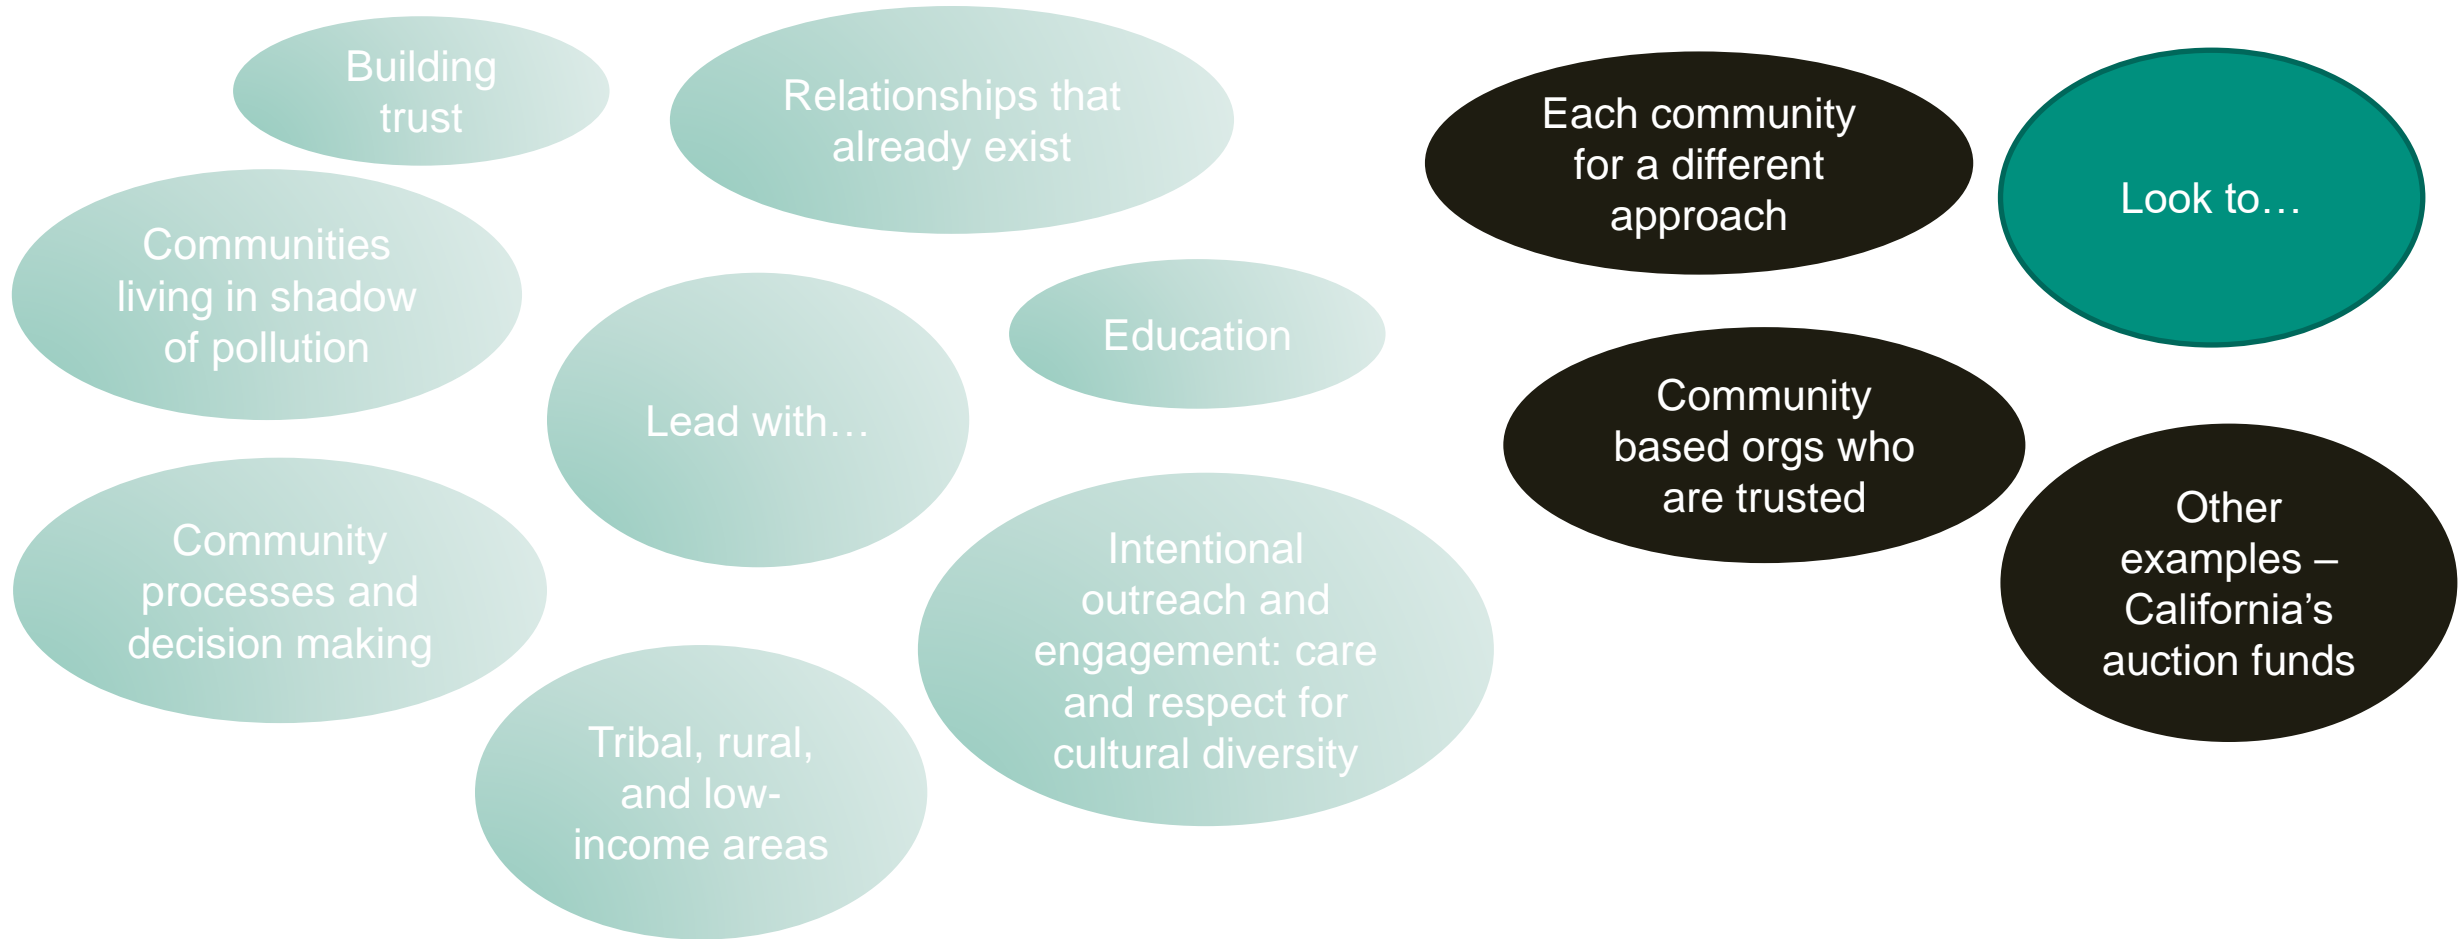 Building
trust
Relationships that
already exist
Communities
living in shadow
of pollution
Lead with…
Education
Community
processes and
decision making
Tribal, rural,
and low-
income areas
Intentional
outreach and
engagement: care
and respect for
cultural diversity
Each community
for a different
approach
Look to…
Community
based orgs who
are trusted
Other
examples –
California’s
auction funds